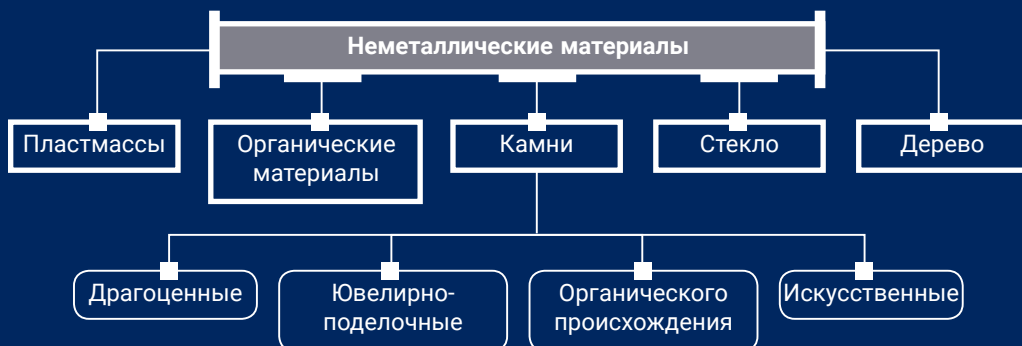 Неметаллические материалы
Пластмассы
Органические
материалы
Камни
Стекло
Дерево
Драгоценные
Ювелирно-
поделочные
Органического
происхождения
Искусственные